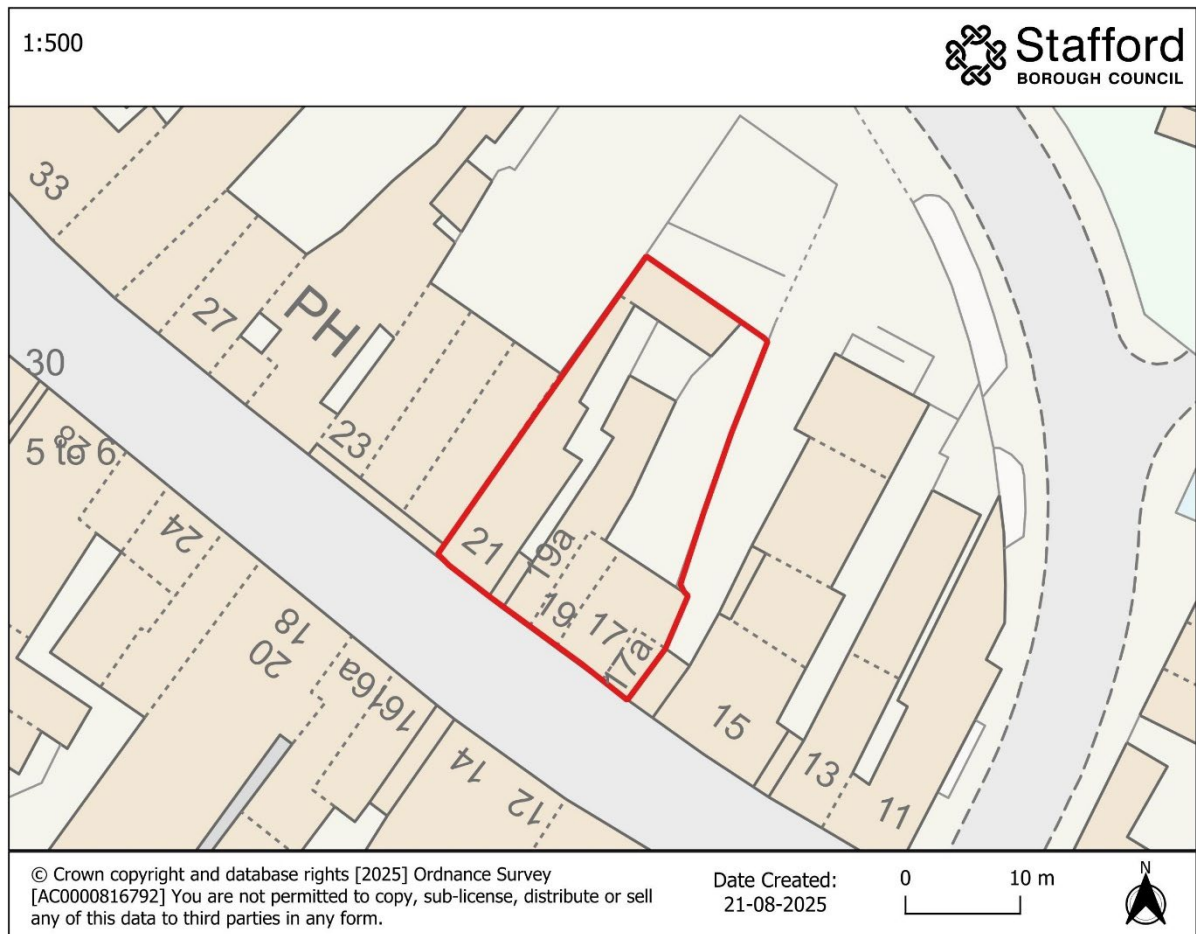 1:500
Stafford
BOROUGH COUNCIL
33
27
PH
30
23
28
5 to 6
24
21
19a
19
17
17a
18
20
16a
16
15
14
13
12
11
© Crown copyright and database rights [2025] Ordnance Survey
[AC0000816792] You are not permitted to copy, sub-license, distribute or sell
any of this data to third parties in any form.
Date Created:
21-08-2025
0 10 m
N